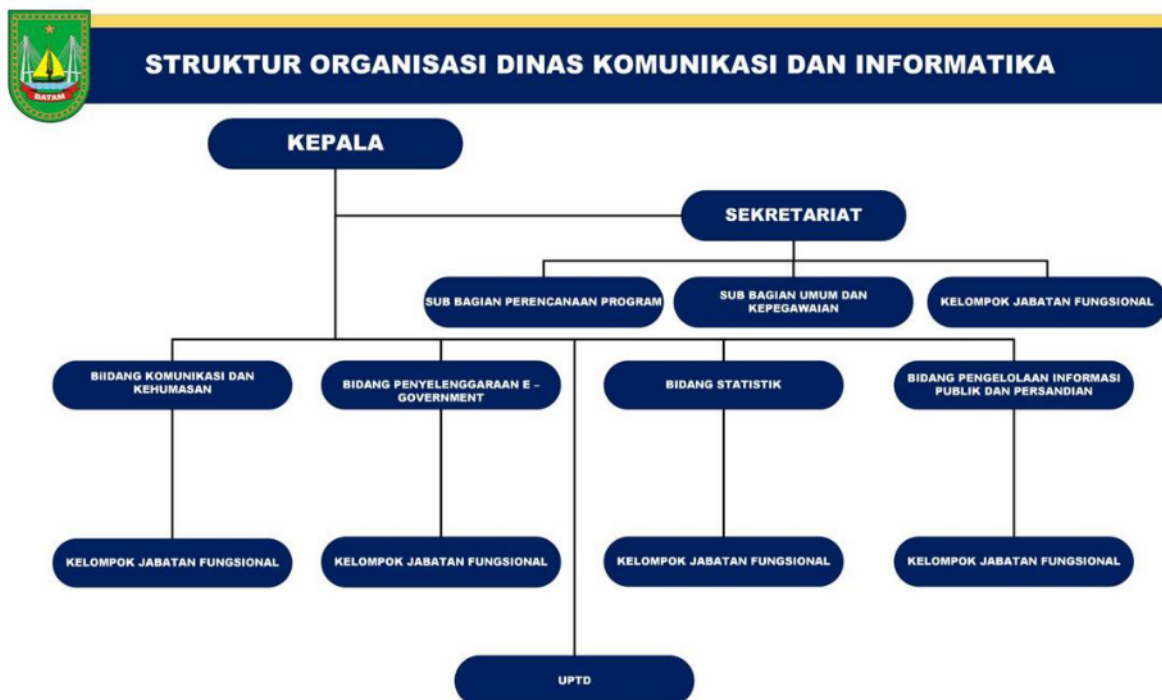 STRUKTUR ORGANISASI DINAS KOMUNIKASI DAN INFORMATIKA
BATAM
KEPALA
SEKRETARIAT
SUB BAGIAN PERENCANAAN PROGRAM
SUB BAGIAN UMUM DAN
KEPEGAWAIAN
KELOMPOK JABATAN FUNGSIONAL
BiIDANG KOMUNIKASI DAN
KEHUMASAN
BIDANG PENYELENGGARAAN E –
GOVERNMENT
BIDANG STATISTIK
BIDANG PENGELOLAAN INFORMASI
PUBLIK DAN PERSANDIAN
KELOMPOK JABATAN FUNGSIONAL
KELOMPOK JABATAN FUNGSIONAL
KELOMPOK JABATAN FUNGSIONAL
KELOMPOK JABATAN FUNGSIONAL
UPTD